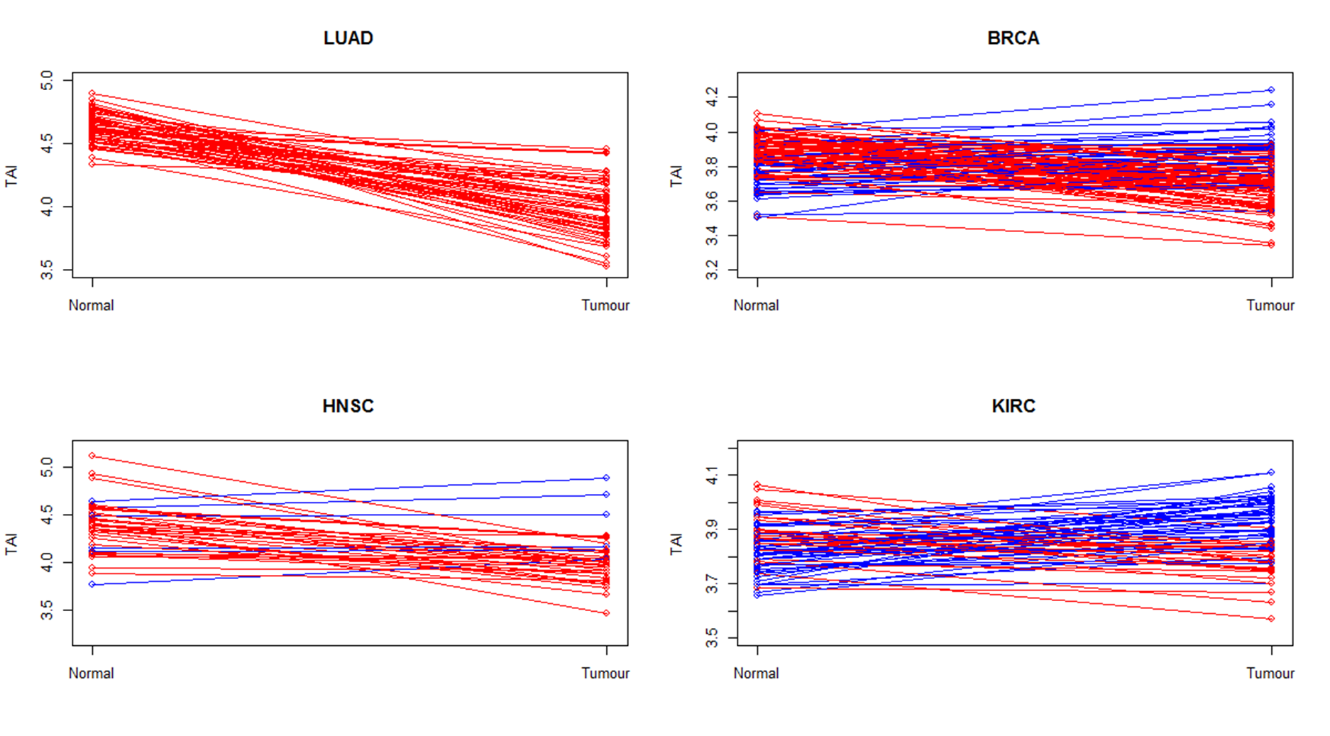 LUAD
TAI
5.0
4.5
4.0
3.5
Normal Tumour
BRCA
TAI
4.2
4.0
3.8
3.6
3.4
3.2
Normal Tumour
HNSC
TAI
5.0
4.5
4.0
3.5
Normal Tumour
KIRC
TAI
4.1
3.9
3.7
3.5
Normal Tumour